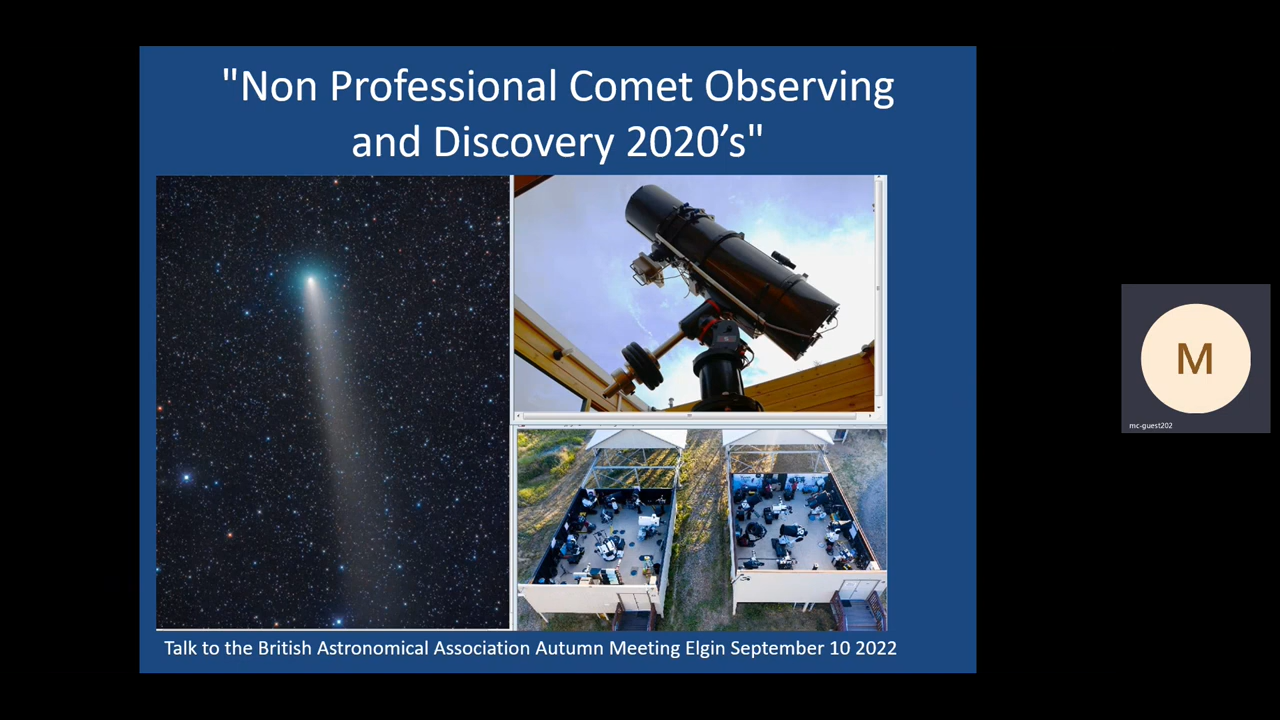 "Non Professional Comet Observing
and Discovery 2020’s"
Talk to the British Astronomical Association Autumn Meeting Elgin September 10 2022
M
mc-guest202